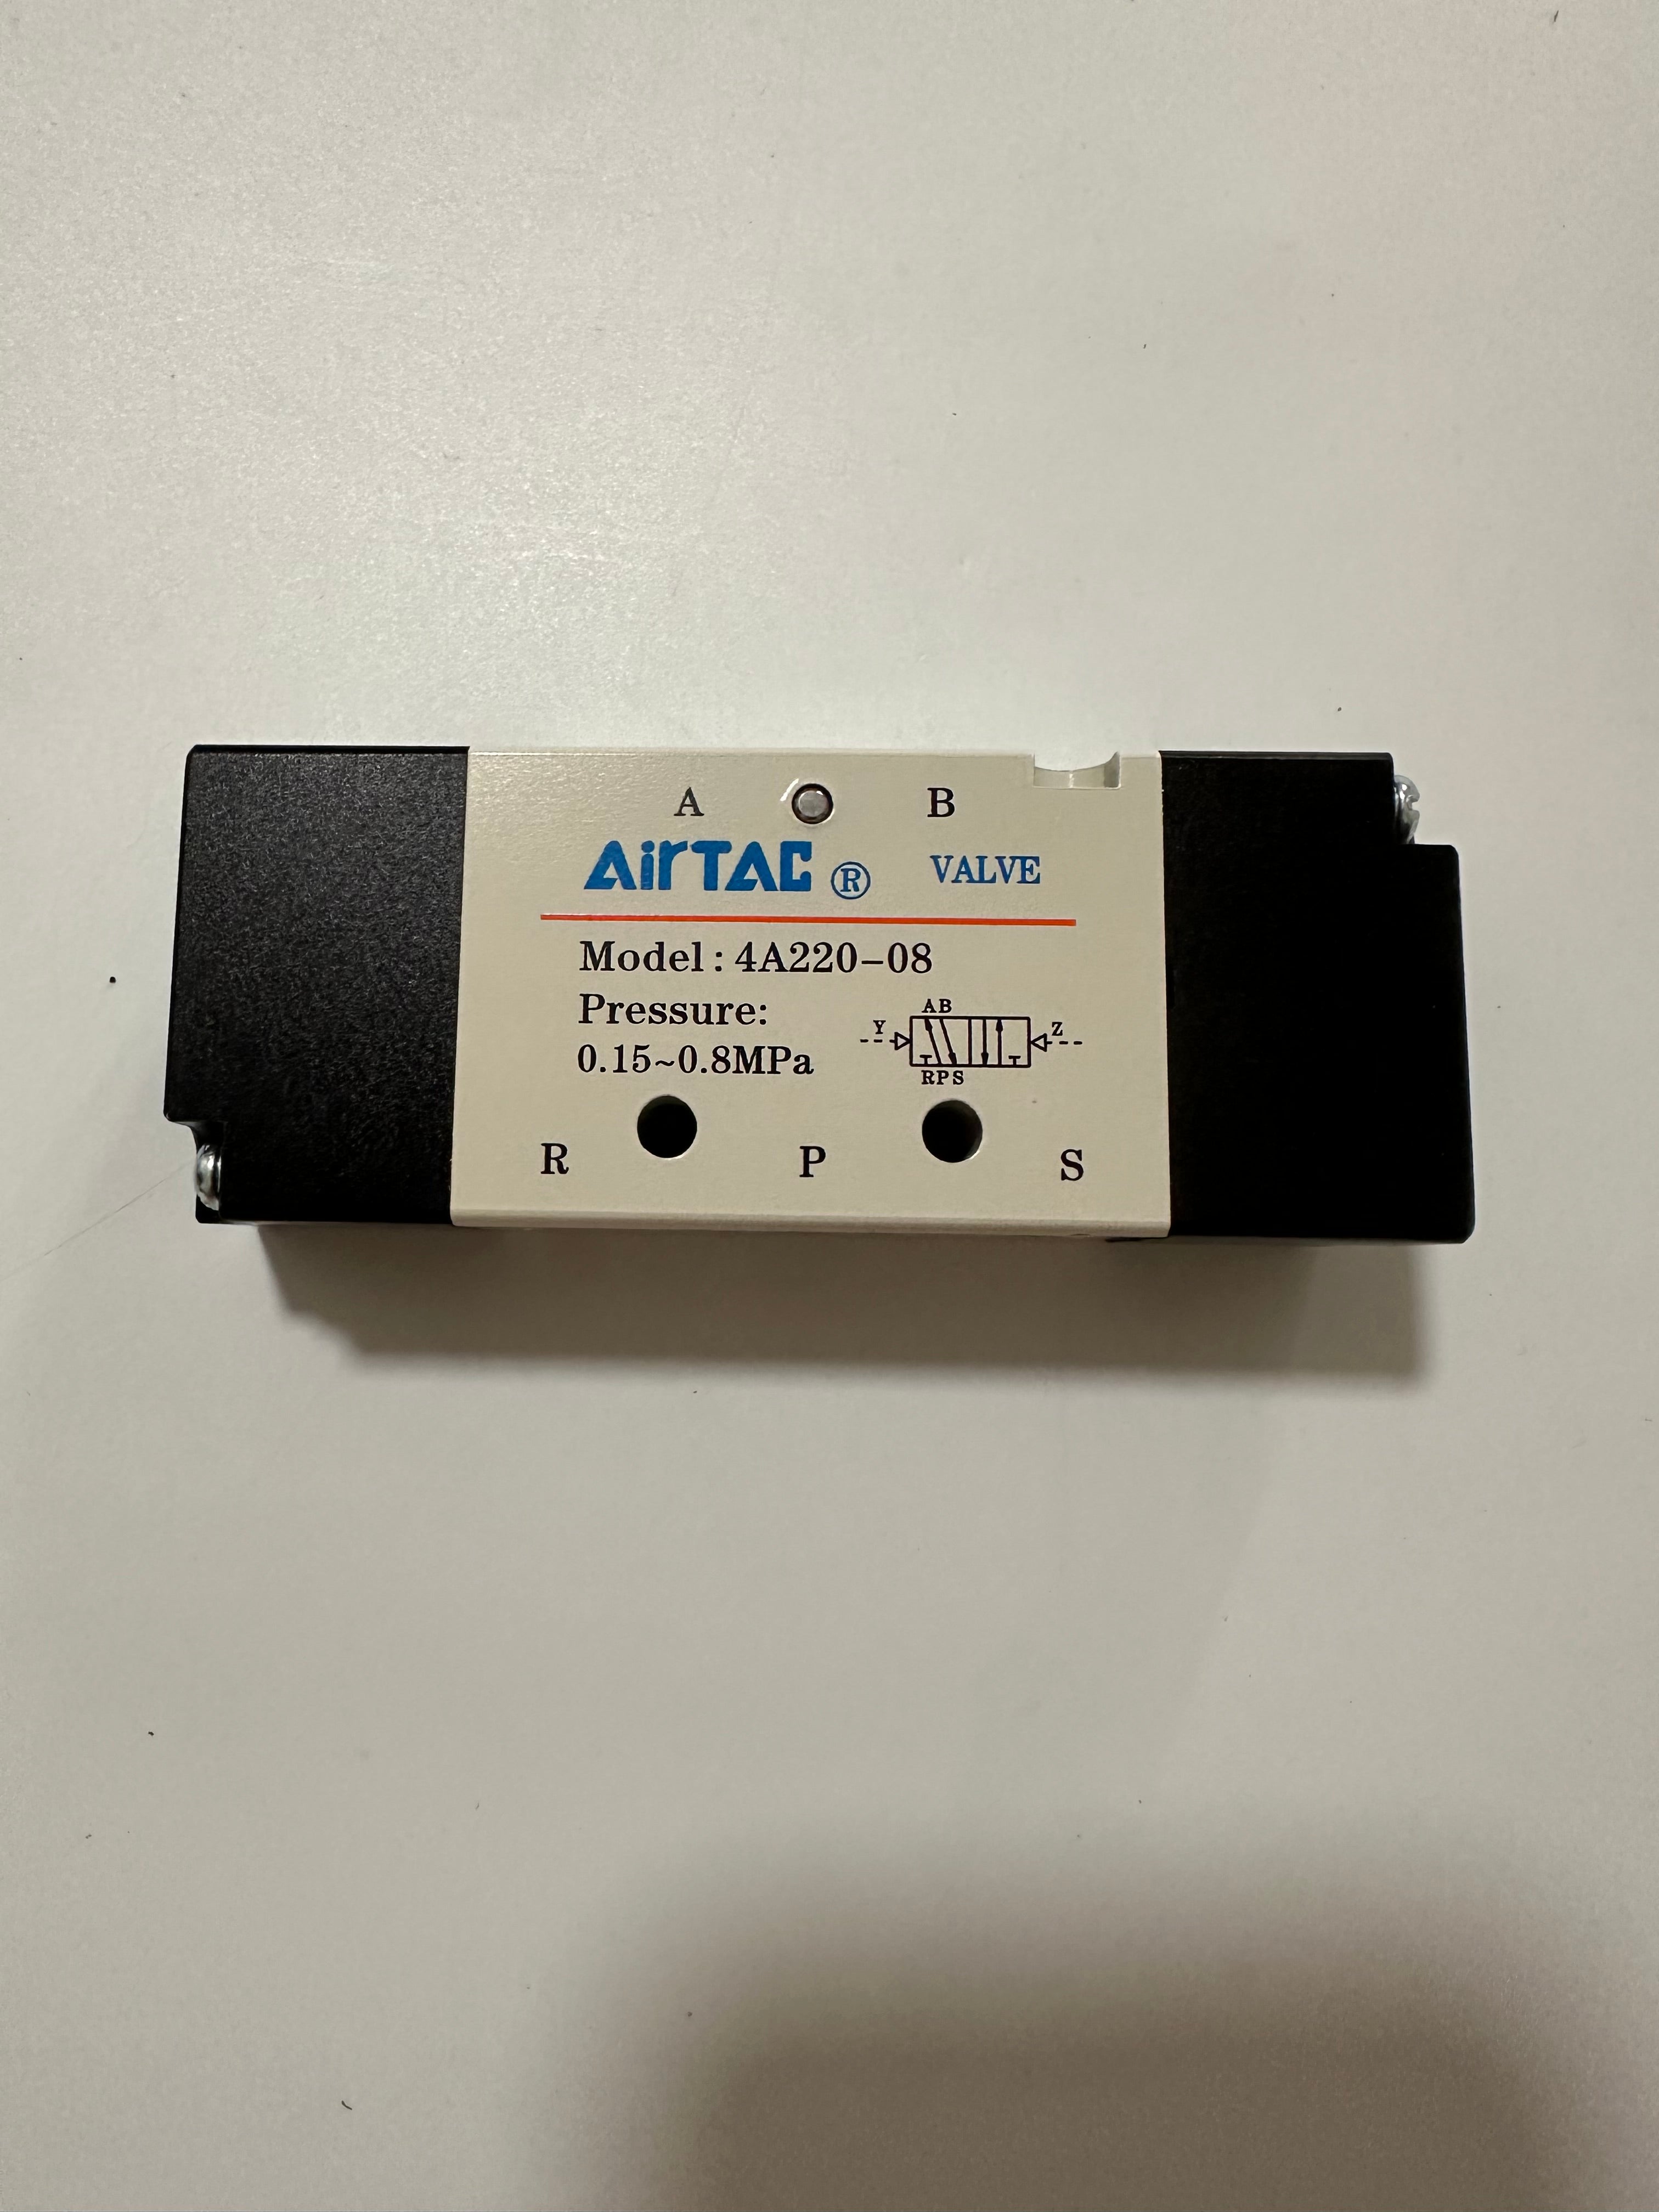 A B
AirTAC ® VALVE
Model: 4A220-08
Pressure:
0.15~0.8MPa
AB
Y Z
RPS
R P S